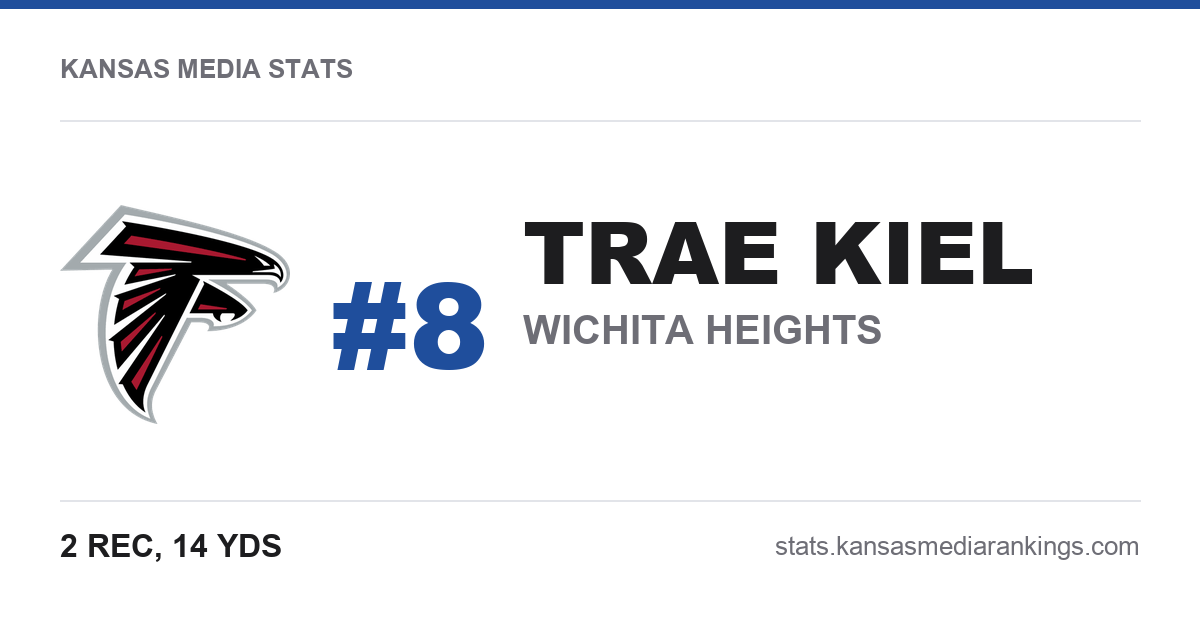 KANSAS MEDIA STATS
#8
TRAE KIEL
WICHITA HEIGHTS
2 REC, 14 YDS
stats.kansasmediarankings.com